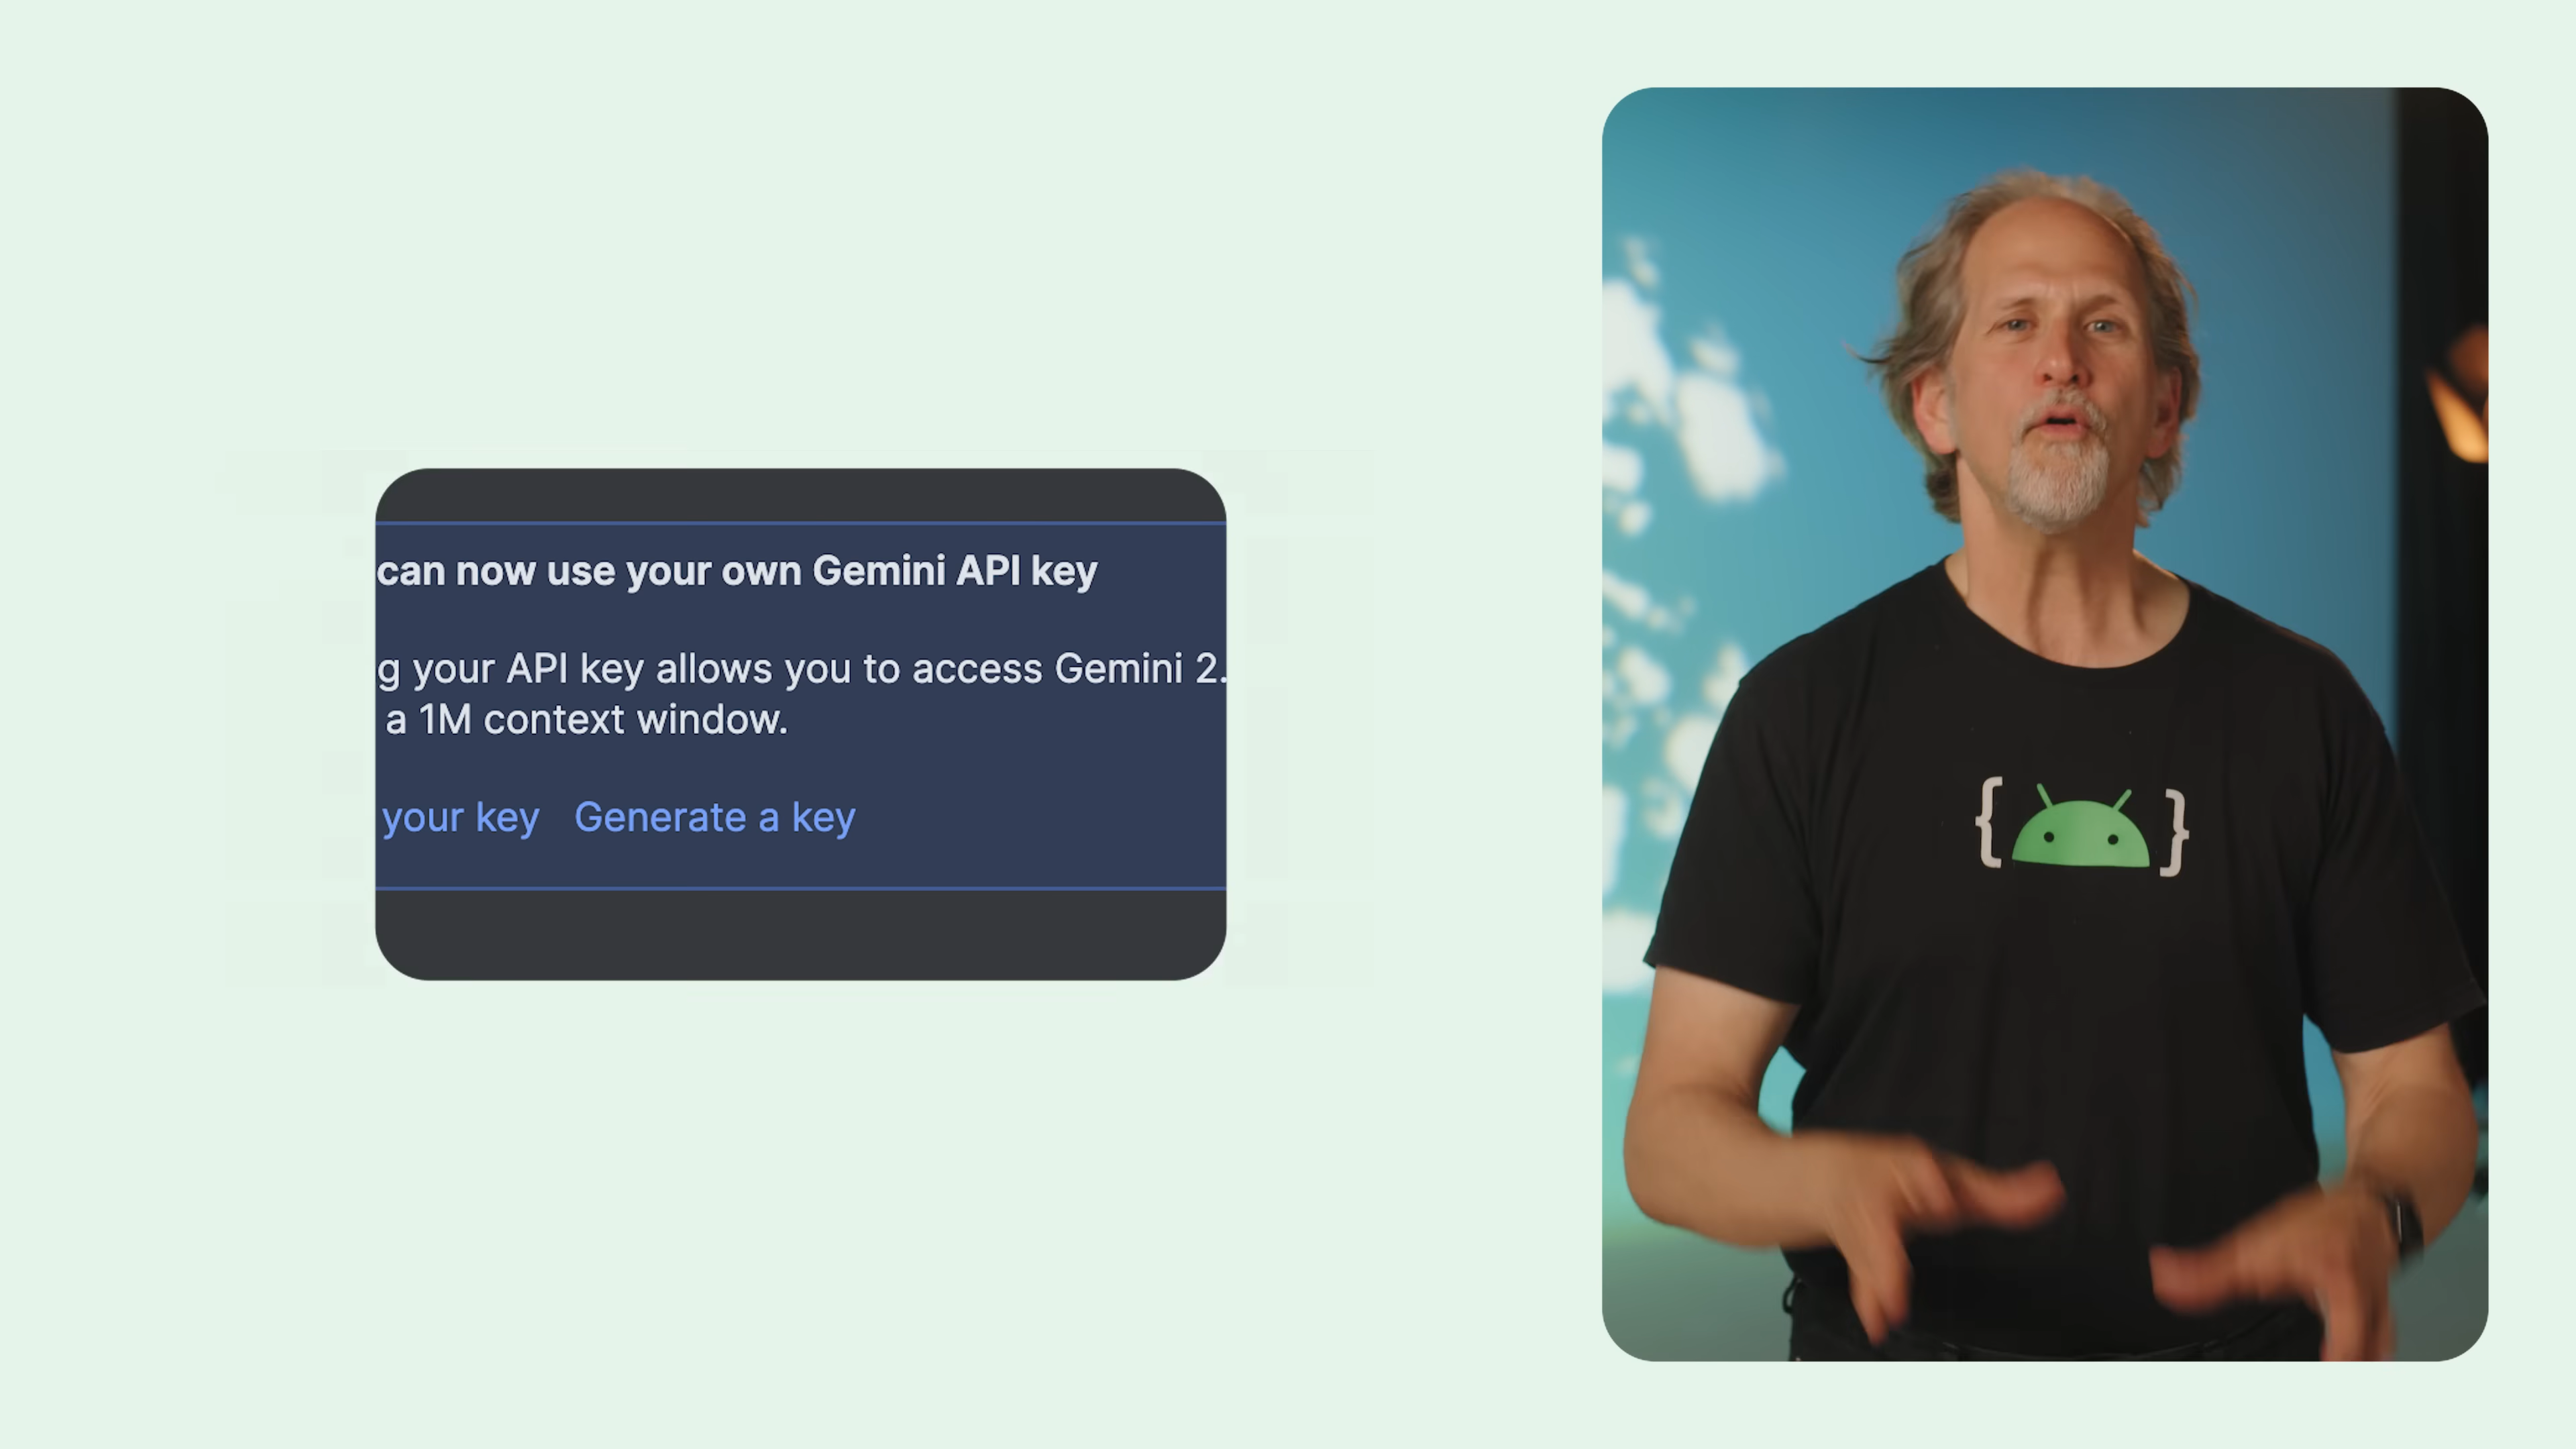 can now use your own Gemini API key
g your API key allows you to access Gemini 2.
a 1M context window.
your key Generate a key
{ }